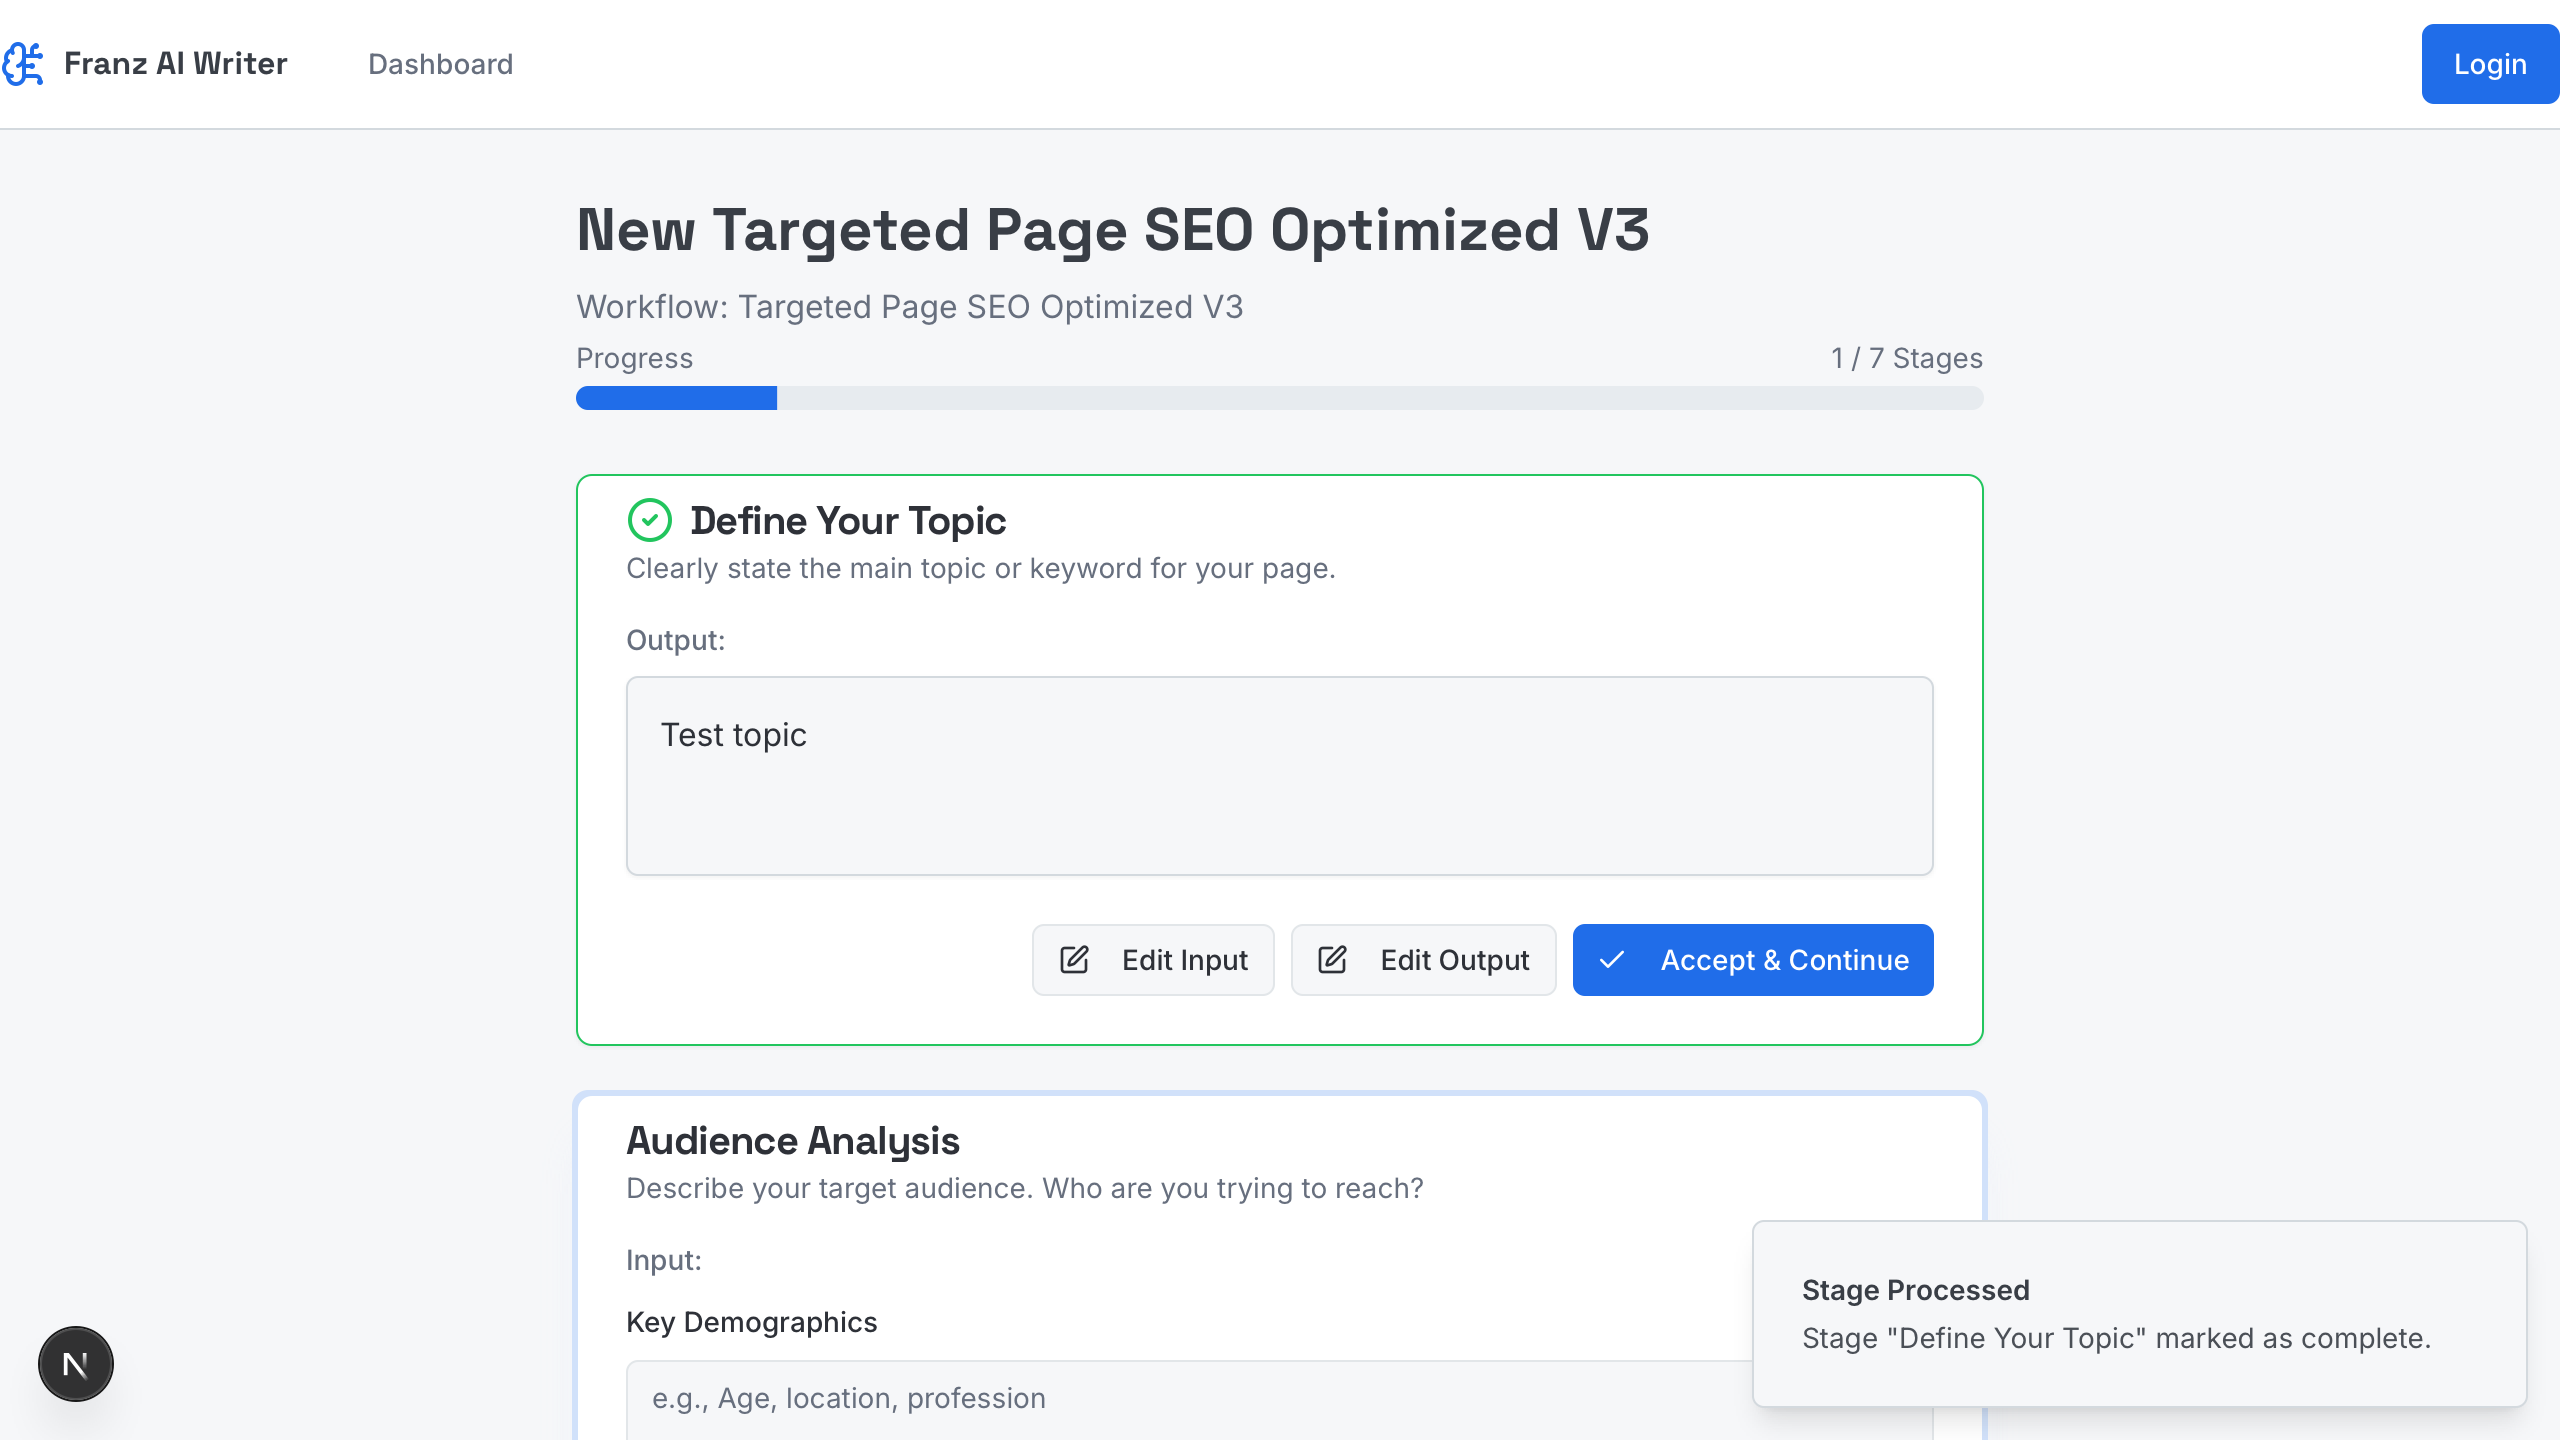 Franz AI Writer
Dashboard
Login
New Targeted Page SEO Optimized V3
Workflow: Targeted Page SEO Optimized V3
Progress
1 / 7 Stages
Define Your Topic
Clearly state the main topic or keyword for your page.
Output:
Test topic
Edit Input
Edit Output
Accept & Continue
Audience Analysis
Describe your target audience. Who are you trying to reach?
Input:
Key Demographics
e.g., Age, location, profession
Stage Processed
Stage "Define Your Topic" marked as complete.
N